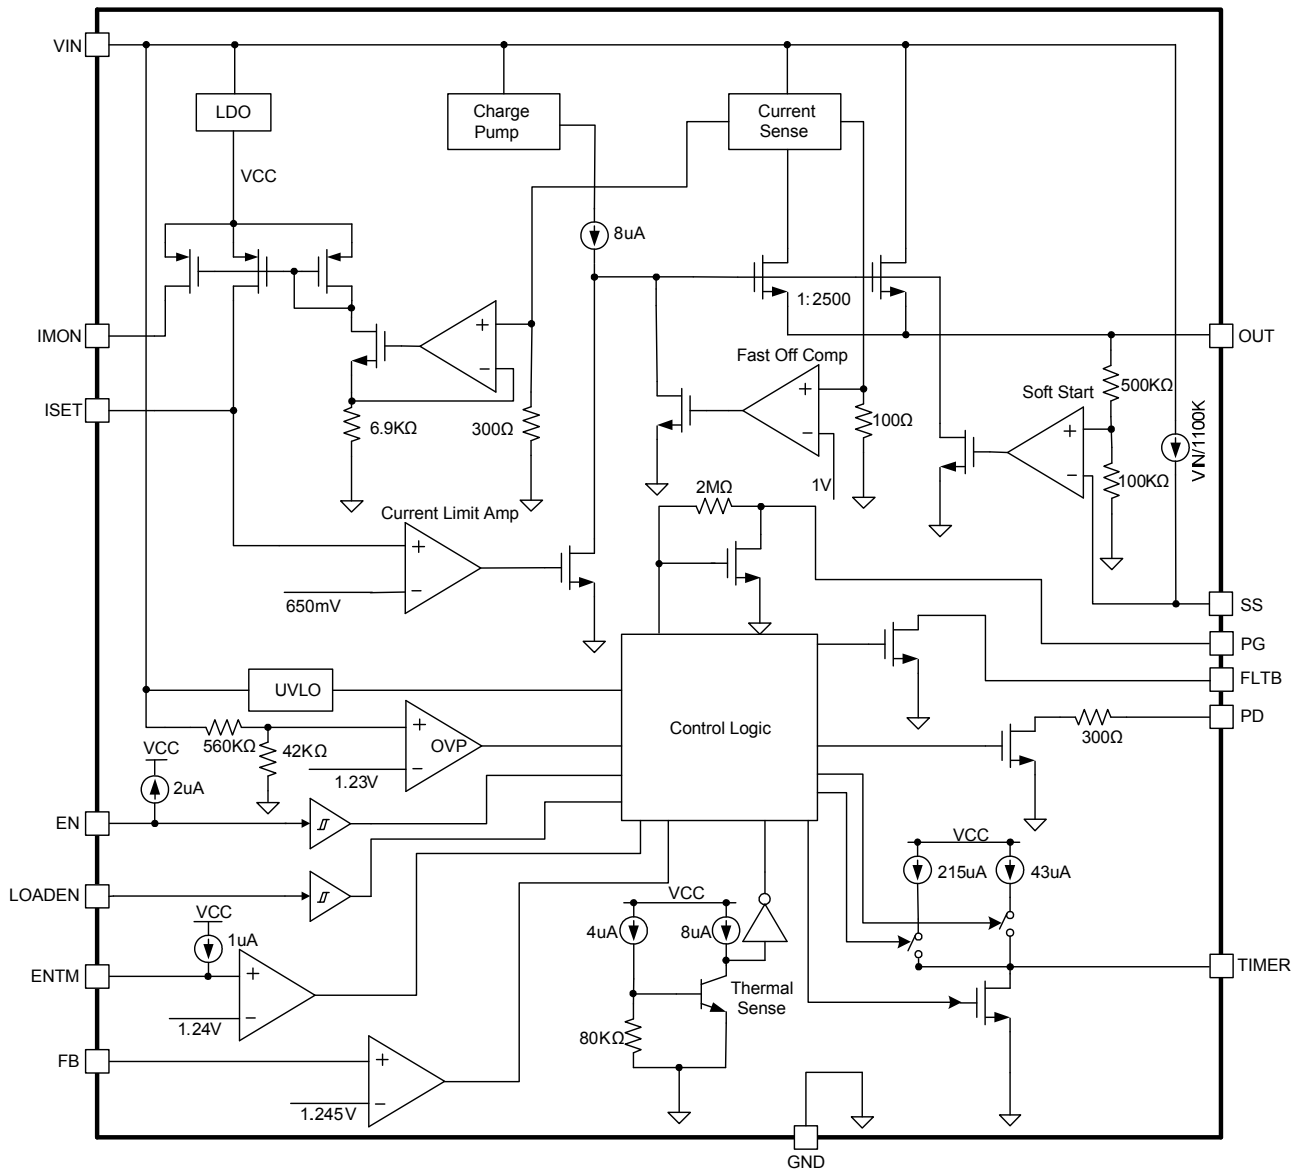 VIN
LDO
Charge
Pump
Current
Sense
VCC
8uA
1:2500
IMON
OUT
Fast Off Comp
+
-
500KΩ
Soft Start
ISET
6.9KΩ
300Ω
+
-
100Ω
+
-
VIN/1100K
100KΩ
1V
2MΩ
Current Limit Amp
+
-
650mV
SS
PG
FLTB
UVLO
PD
Control Logic
560KΩ
42KΩ
+
OVP
-
300Ω
VCC
1.23V
2uA
EN
VCC
215uA
43uA
LOADEN
VCC
VCC
1uA
4uA
8uA
ENTM
+
-
TIMER
Thermal
Sense
1.24V
80KΩ
FB
+
-
1.245V
GND